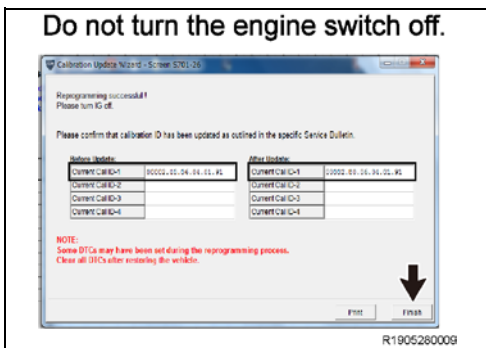 Do not turn the engine switch off.
Calibration Update Wizard - Screen S701-26
Reprogramming successful!
Please turn IG off.
Please confirm that calibration ID has been updated as outlined in the specific Service Bulletin.
Before Update: After Update:
Current Cal ID-1 Current Cal ID-1
Current Cal ID-2 Current Cal ID-2
Current Cal ID-3 Current Cal ID-3
Current Cal ID-4 Current Cal ID-4
NOTE:
Some DTCs may have been set during the reprogramming process.
Clear all DTCs after restoring the vehicle.
Print Finish
R1905280009